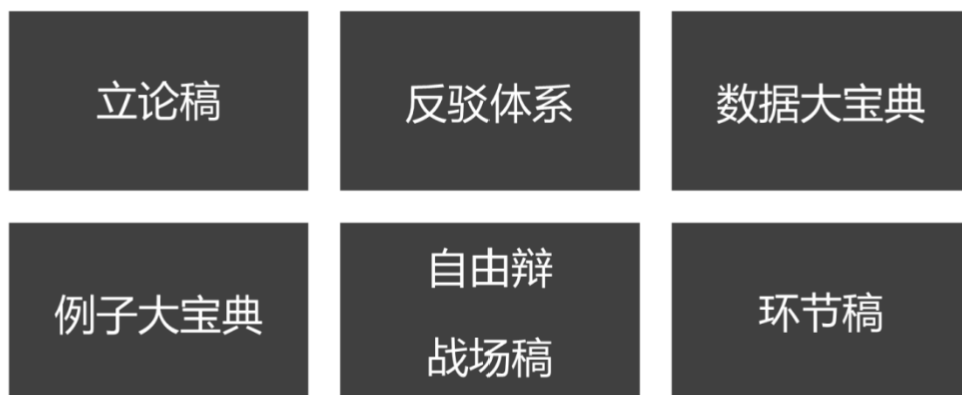 立论稿
反驳体系
数据大宝典
例子大宝典
自由辩
战场稿
环节稿